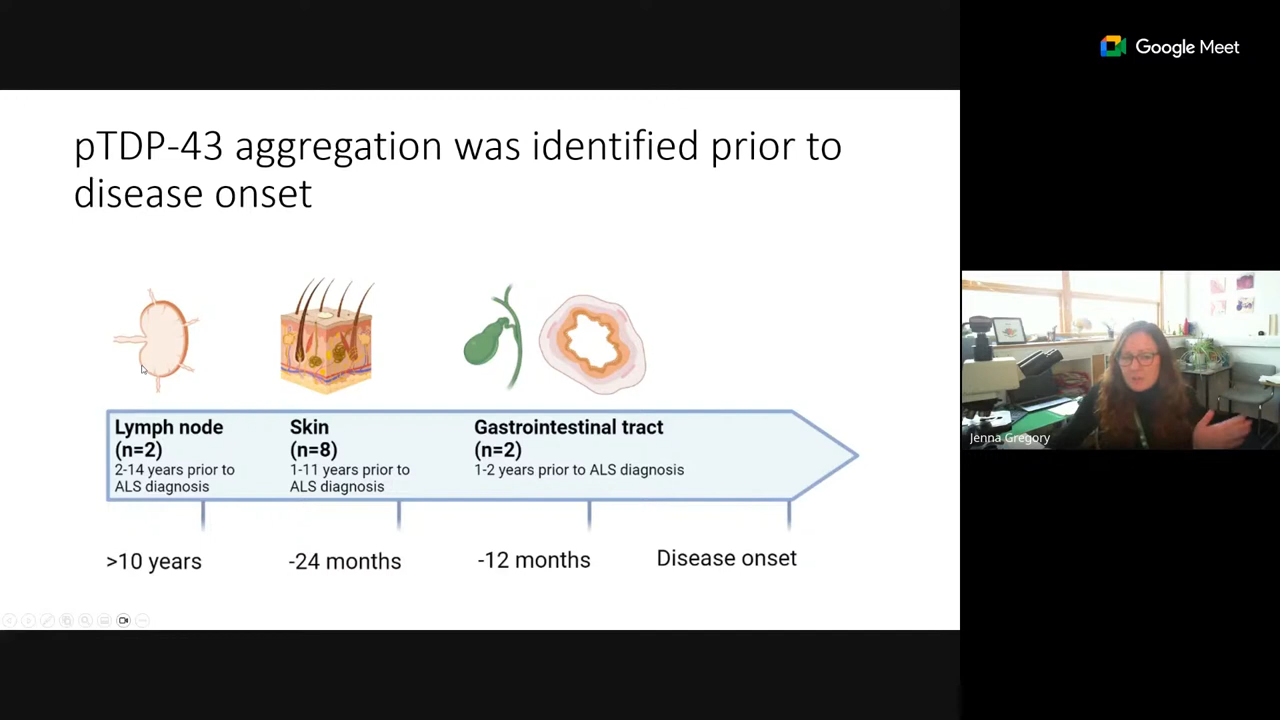 Google Meet
pTDP-43 aggregation was identified prior to
disease onset
Lymph node
(n=2)
2-14 years prior to
ALS diagnosis
Skin
(n=8)
1-11 years prior to
ALS diagnosis
Gastrointestinal tract
(n=2)
1-2 years prior to ALS diagnosis
>10 years
-24 months
-12 months
Disease onset
Jenna Gregory